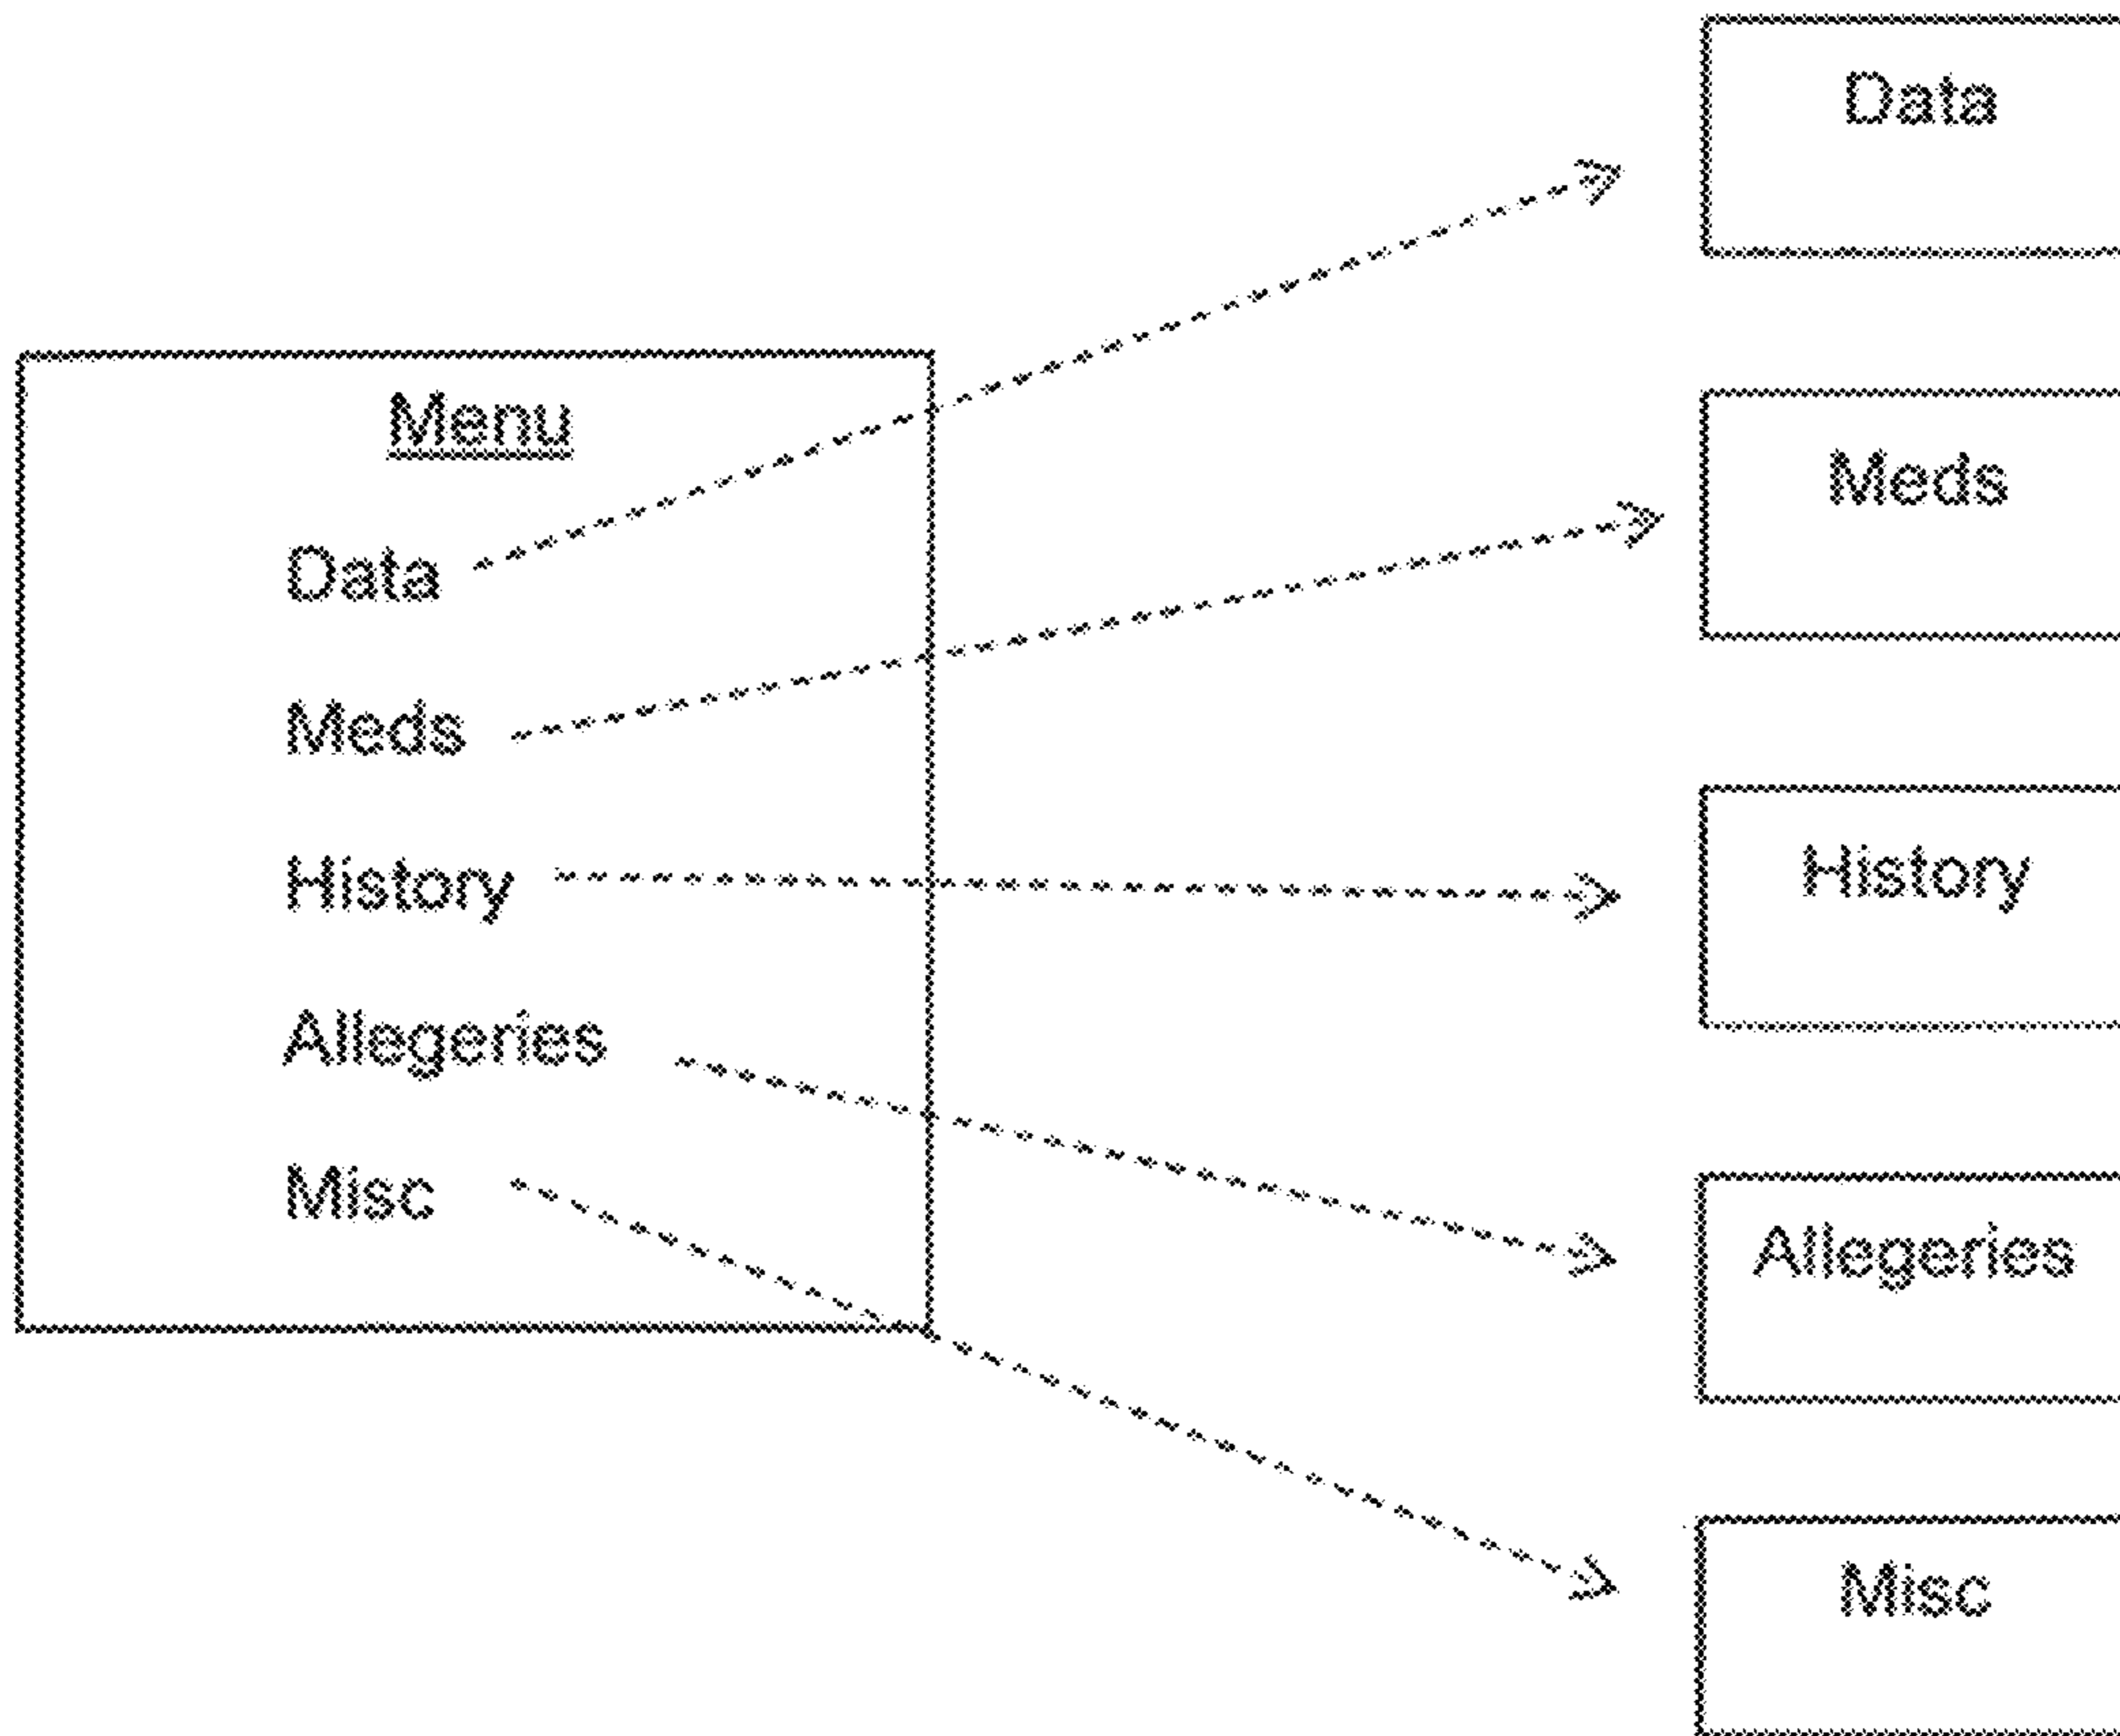 Menu
Data
Meds
History
Allegeries
Misc
Data
Meds
History
Allegeries
Misc